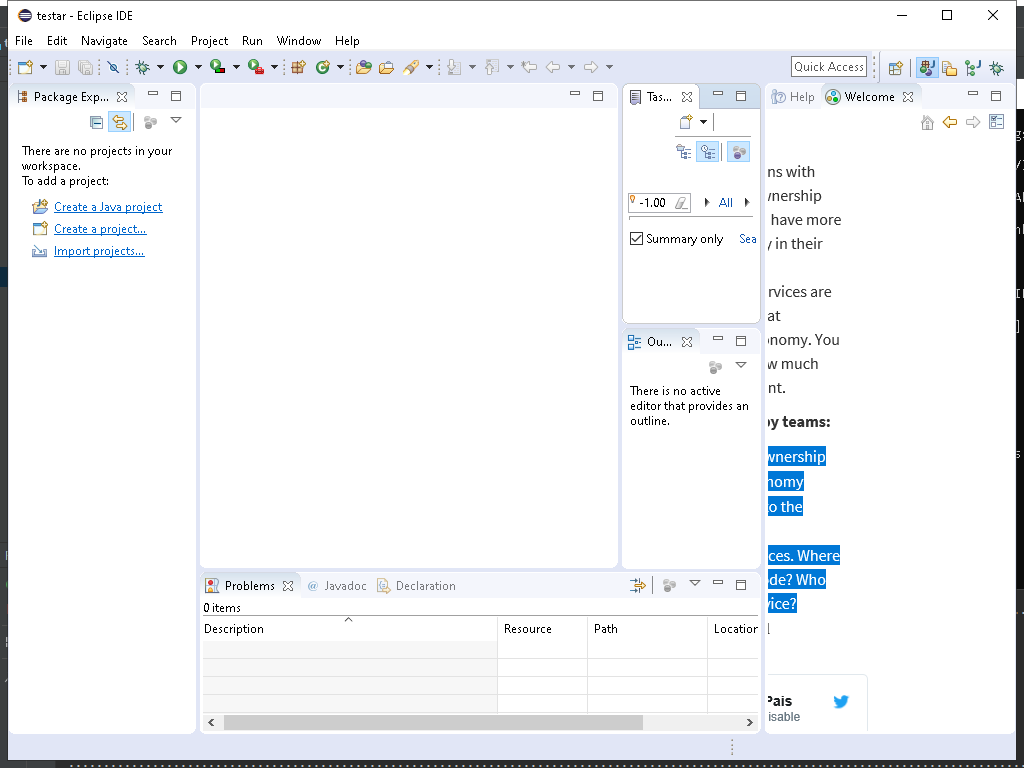 testar - Eclipse IDE
File Edit Navigate Search Project Run Window Help
Quick Access
Package Exp...
Tas...
Help
Welcome
There are no projects in your
workspace.
To add a project:
Create a Java project
Create a project...
Import projects...
-1.00
All
Summary only
Sea
Ou...
There is no active
editor that provides an
outline.
ns with
wnership
have more
in their
rvices are
at
onomy. You
w much
nt.
by teams:
wnership
nomy
o the
ces. Where
ode? Who
vice?
Pais
isable
Problems
@ Javadoc
Declaration
0 items
Description Resource Path Location